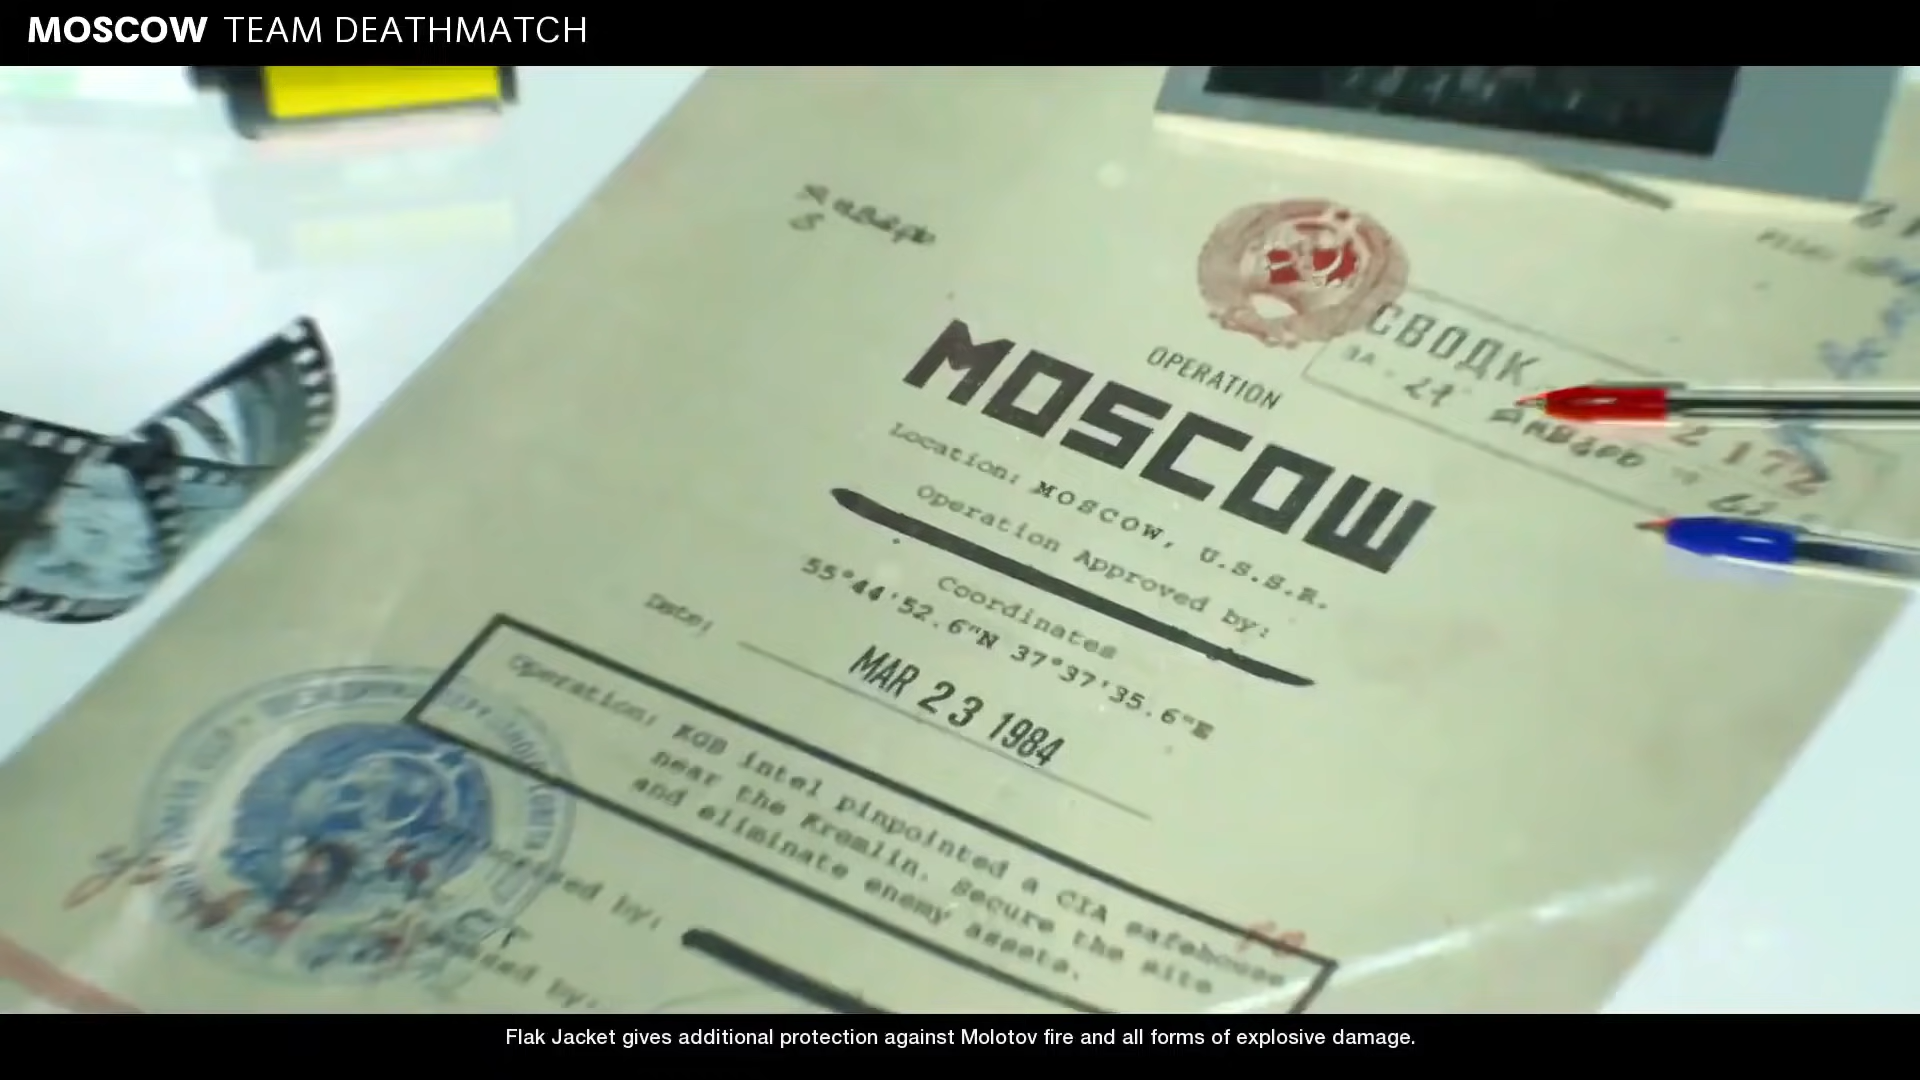 MOSCOW TEAM DEATHMATCH
СВОДК
ЗА
OPERATION
MOSCOW
Location: MOSCOW, U.S.S.R.
Operation Approved by:
Coordinates
55°44'52.6"N 37°37'35.6"E
Date:
MAR 23 1984
Operation: KGB intel pinpointed a CIA safehouse
near the Kremlin. Secure the site
and eliminate enemy assets.
by:
by:
Flak Jacket gives additional protection against Molotov fire and all forms of explosive damage.